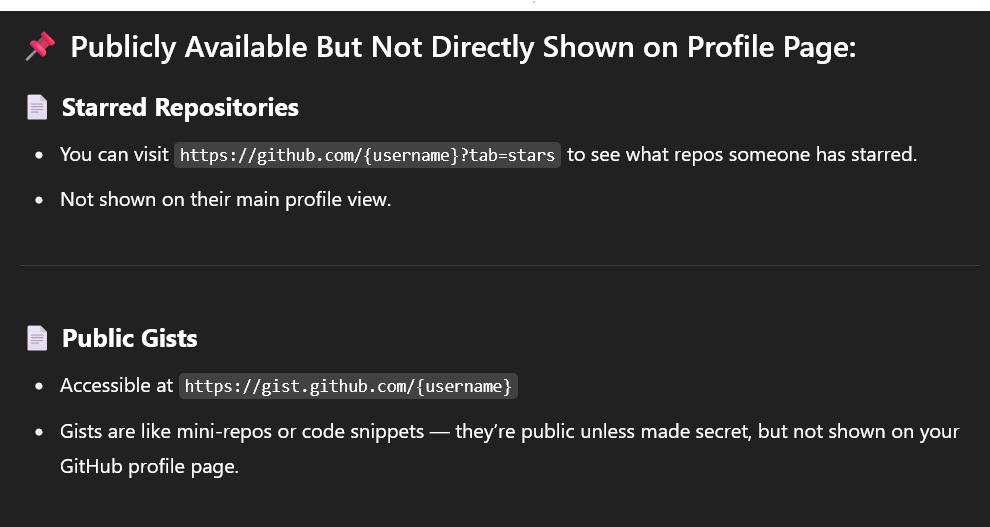 📌 Publicly Available But Not Directly Shown on Profile Page:
📄 Starred Repositories
• You can visit https://github.com/{username}?tab=stars to see what repos someone has starred.
• Not shown on their main profile view.
📄 Public Gists
• Accessible at https://gist.github.com/{username}
• Gists are like mini-repos or code snippets — they’re public unless made secret, but not shown on your
GitHub profile page.